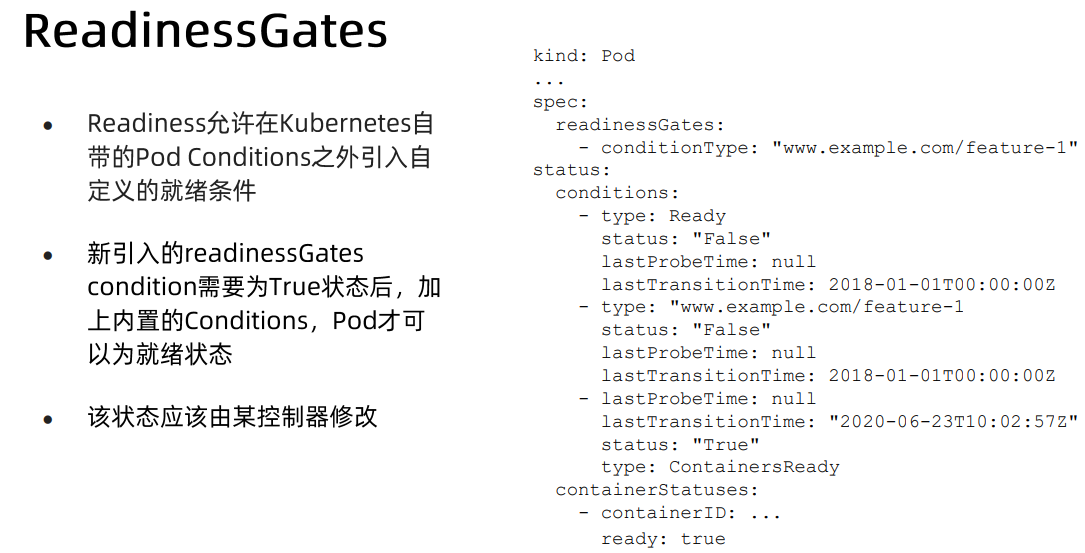 ReadinessGates
• Readiness允许在Kubernetes自
带的Pod Conditions之外引入自
定义的就绪条件
• 新引入的readinessGates
condition需要为True状态后，加
上内置的Conditions，Pod才可
以为就绪状态
• 该状态应该由某控制器修改
kind: Pod
...
spec:
  readinessGates:
    - conditionType: "www.example.com/feature-1"
status:
  conditions:
    - type: Ready
      status: "False"
      lastProbeTime: null
      lastTransitionTime: 2018-01-01T00:00:00Z
    - type: "www.example.com/feature-1
      status: "False"
      lastProbeTime: null
      lastTransitionTime: 2018-01-01T00:00:00Z
    - lastProbeTime: null
      lastTransitionTime: "2020-06-23T10:02:57Z"
      status: "True"
      type: ContainersReady
  containerStatuses:
    - containerID: ...
      ready: true